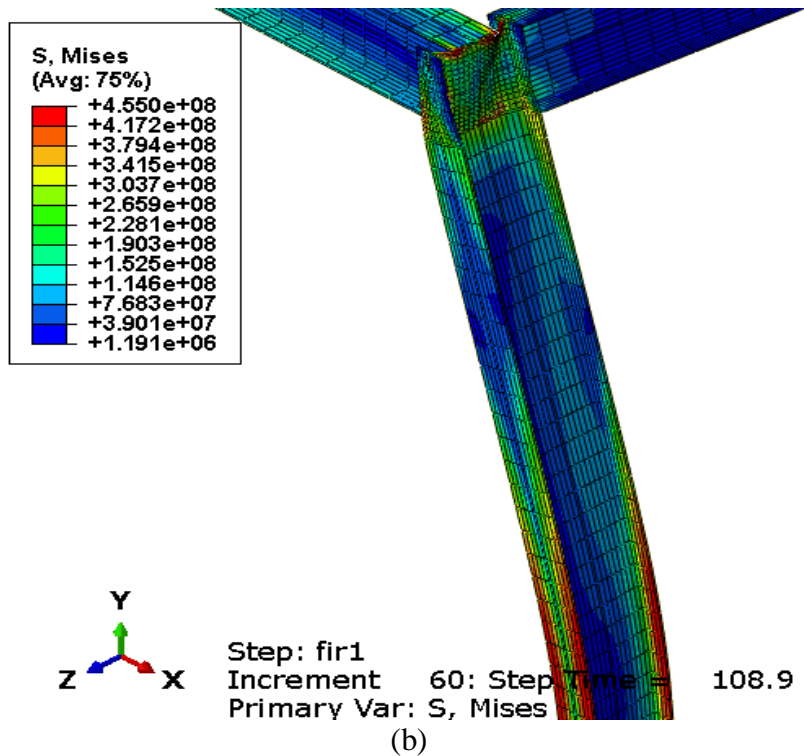 S, Mises
(Avg: 75%)
+4.550e+08
+4.172e+08
+3.794e+08
+3.415e+08
+3.037e+08
+2.659e+08
+2.281e+08
+1.903e+08
+1.525e+08
+1.146e+08
+7.683e+07
+3.901e+07
+1.191e+06
Y
Z X
Step: fir1
Increment 60: Step Time = 108.9
Primary Var: S, Mises
(b)